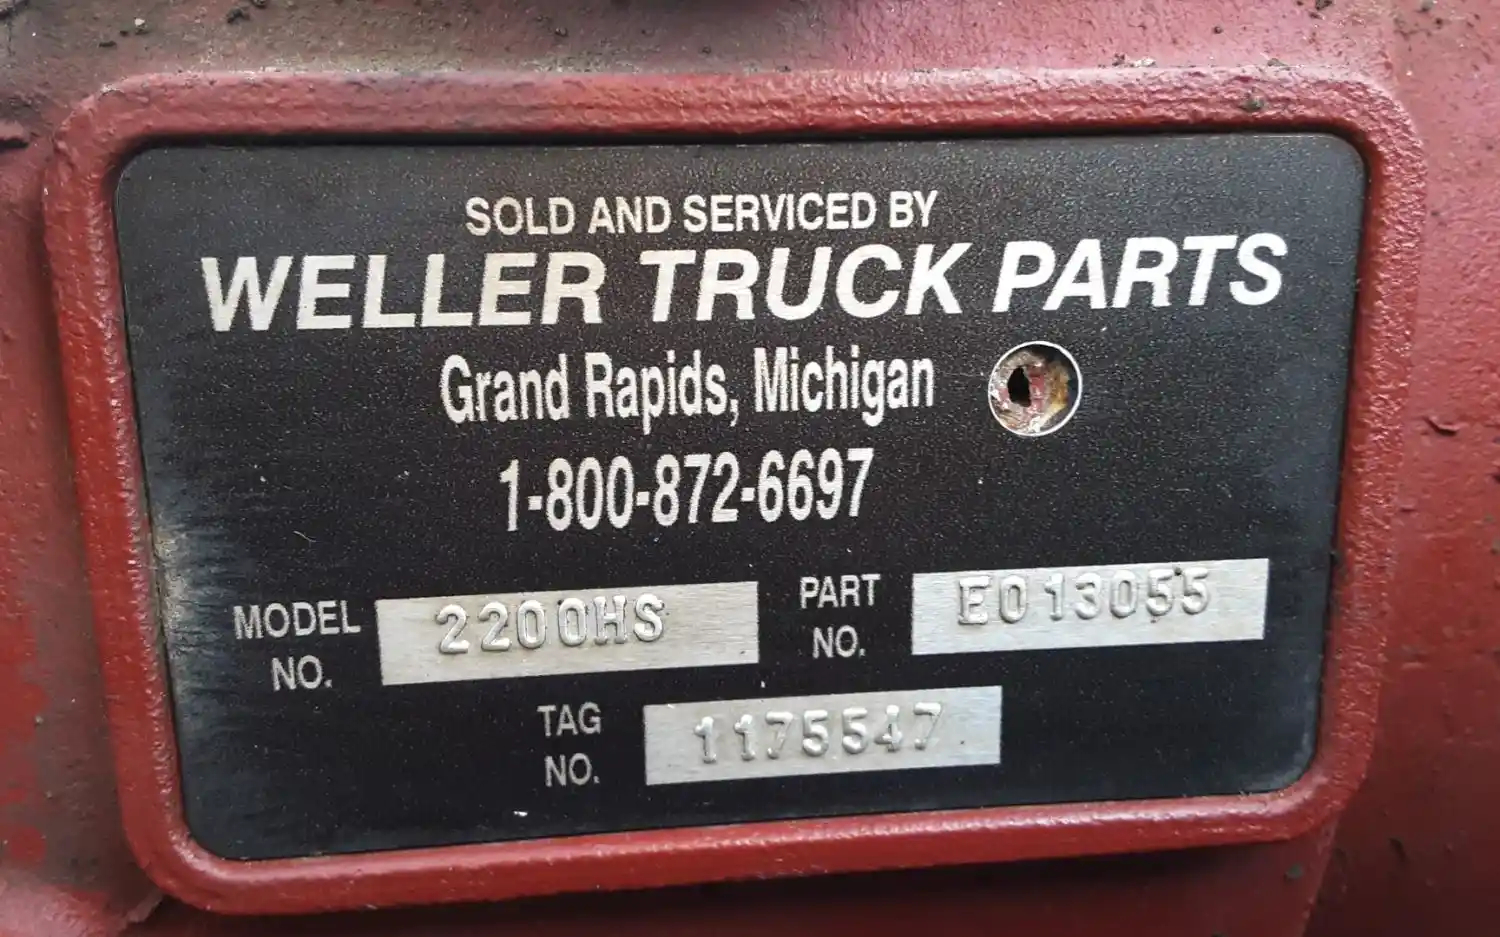 SOLD AND SERVICED BY
WELLER TRUCK PARTS
Grand Rapids, Michigan
1-800-872-6697
MODEL NO. 2200HS
PART NO. E013055
TAG NO. 1175547